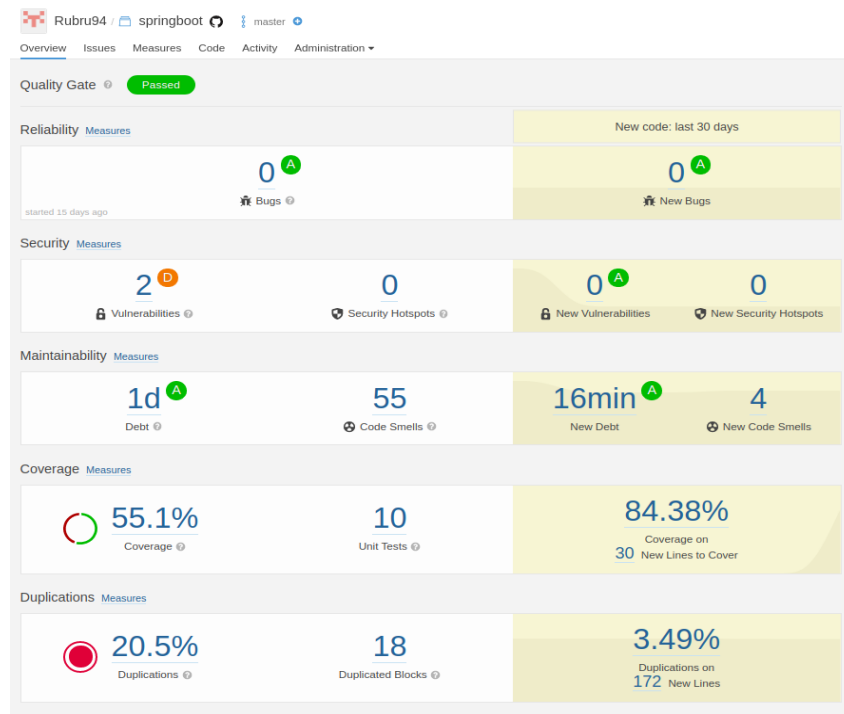 Rubru94 / springboot master
Overview Issues Measures Code Activity Administration
Quality Gate ? Passed
Reliability Measures
New code: last 30 days
0 A
Bugs ?
started 15 days ago
0 A
New Bugs
Security Measures
2 D
Vulnerabilities ?
0
Security Hotspots ?
0 A
New Vulnerabilities
0
New Security Hotspots
Maintainability Measures
1d A
Debt ?
55
Code Smells ?
16min A
New Debt
4
New Code Smells
Coverage Measures
55.1%
Coverage ?
10
Unit Tests ?
84.38%
Coverage on
30 New Lines to Cover
Duplications Measures
20.5%
Duplications ?
18
Duplicated Blocks ?
3.49%
Duplications on
172 New Lines